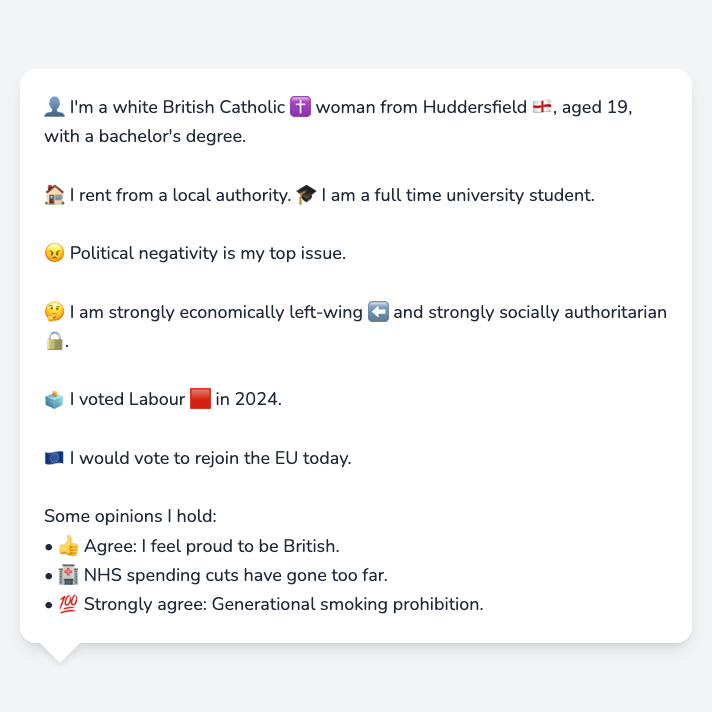 👤 I'm a white British Catholic ✝️ woman from Huddersfield 🏴󠁧󠁢󠁥󠁮󠁧󠁿, aged 19,
with a bachelor's degree.
🏠 I rent from a local authority. 🎓 I am a full time university student.
😠 Political negativity is my top issue.
🤔 I am strongly economically left-wing ⬅️ and strongly socially authoritarian
🔒.
🗳️ I voted Labour 🟥 in 2024.
🇪🇺 I would vote to rejoin the EU today.
Some opinions I hold:
• 👍 Agree: I feel proud to be British.
• 🏥 NHS spending cuts have gone too far.
• 💯 Strongly agree: Generational smoking prohibition.